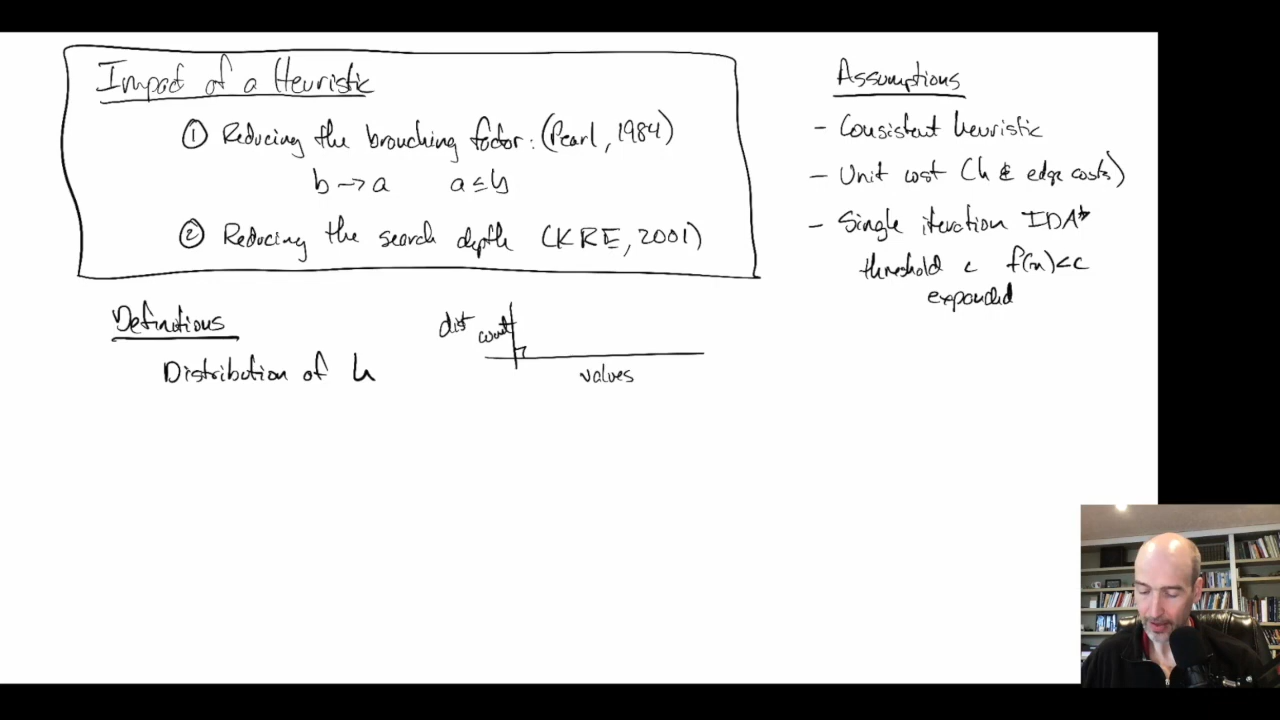 Impact of a Heuristic
① Reducing the branching factor: (Pearl, 1984)
b → a a ≤ b
② Reducing the search depth (KRE, 2001)
Assumptions
- Consistent heuristic
- Unit cost (h & edge costs)
- Single iteration IDA*
threshold c f(n) < c
expanded
Definitions
Distribution of h
dist
count
values